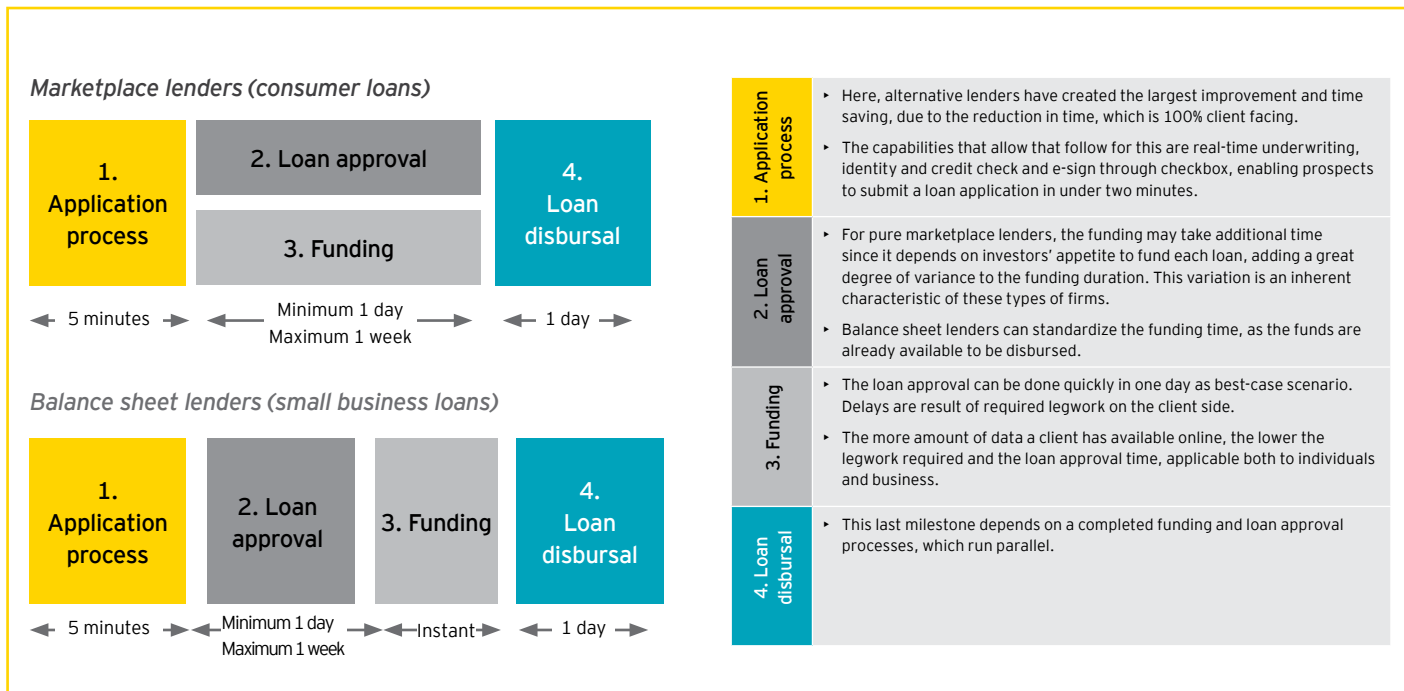 Marketplace lenders (consumer loans)
1.
Application
process
2. Loan approval
3. Funding
4.
Loan
disbursal
5 minutes
Minimum 1 day
Maximum 1 week
1 day
Balance sheet lenders (small business loans)
1.
Application
process
2. Loan
approval
3. Funding
4.
Loan
disbursal
5 minutes
Minimum 1 day
Maximum 1 week
Instant
1 day
1. Application
process
‣ Here, alternative lenders have created the largest improvement and time
saving, due to the reduction in time, which is 100% client facing.
‣ The capabilities that allow that follow for this are real-time underwriting,
identity and credit check and e-sign through checkbox, enabling prospects
to submit a loan application in under two minutes.
2. Loan
approval
‣ For pure marketplace lenders, the funding may take additional time
since it depends on investors' appetite to fund each loan, adding a great
degree of variance to the funding duration. This variation is an inherent
characteristic of these types of firms.
‣ Balance sheet lenders can standardize the funding time, as the funds are
already available to be disbursed.
3. Funding
‣ The loan approval can be done quickly in one day as best-case scenario.
Delays are result of required legwork on the client side.
‣ The more amount of data a client has available online, the lower the
legwork required and the loan approval time, applicable both to individuals
and business.
4. Loan
disbursal
‣ This last milestone depends on a completed funding and loan approval
processes, which run parallel.